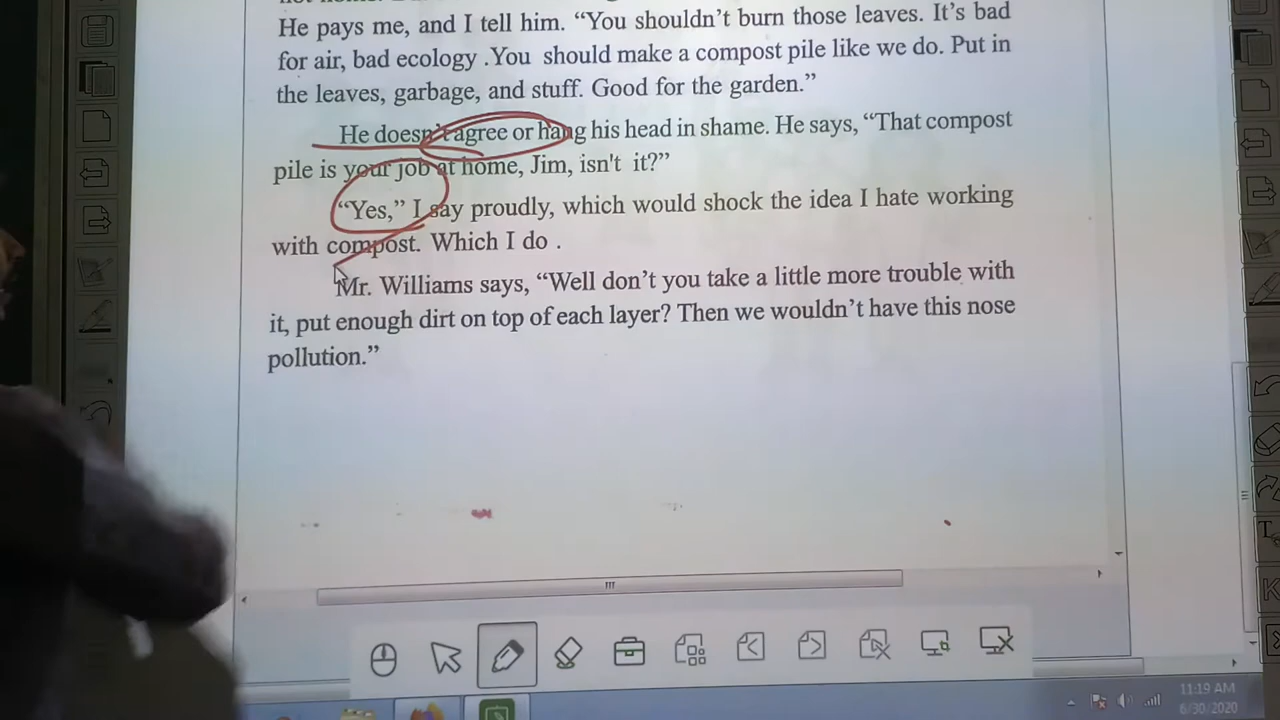 He pays me, and I tell him. “You shouldn’t burn those leaves. It’s bad
for air, bad ecology .You should make a compost pile like we do. Put in
the leaves, garbage, and stuff. Good for the garden.”
He doesn’t agree or hang his head in shame. He says, “That compost
pile is your job at home, Jim, isn't it?”
“Yes,” I say proudly, which would shock the idea I hate working
with compost. Which I do .
Mr. Williams says, “Well don’t you take a little more trouble with
it, put enough dirt on top of each layer? Then we wouldn’t have this nose
pollution.”
11:19 AM
6/30/2020